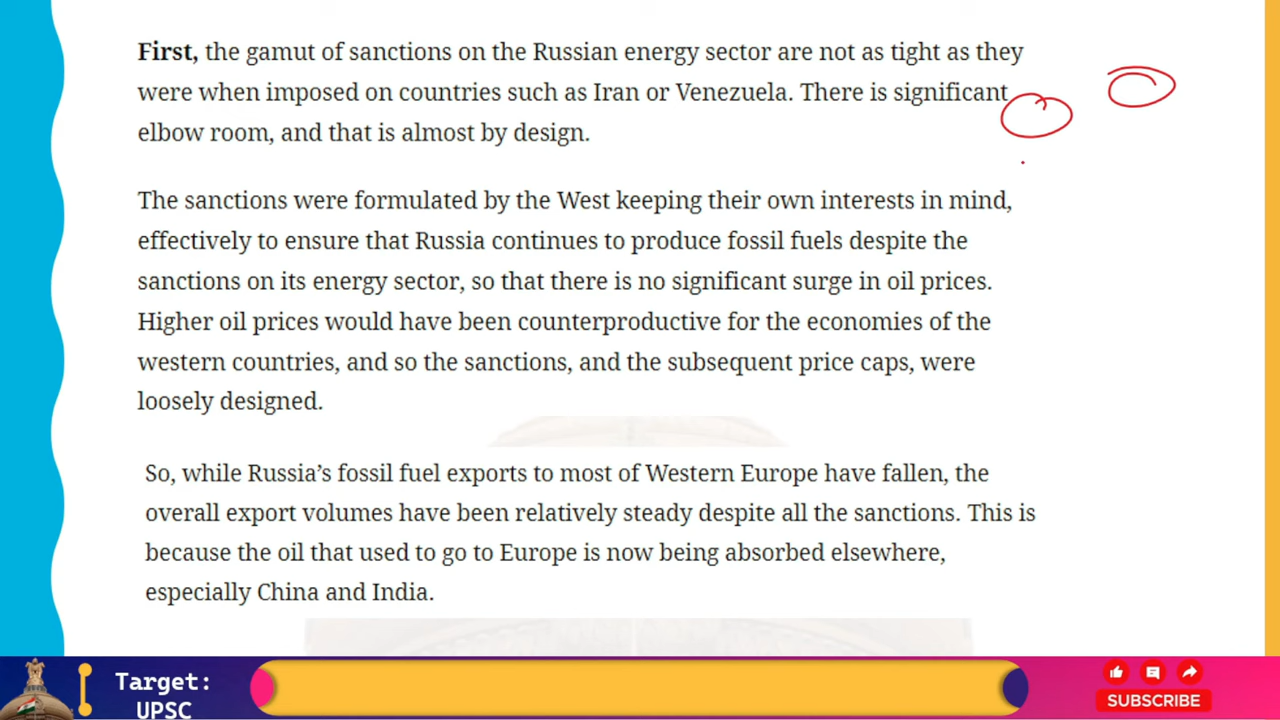 First, the gamut of sanctions on the Russian energy sector are not as tight as they
were when imposed on countries such as Iran or Venezuela. There is significant
elbow room, and that is almost by design.
The sanctions were formulated by the West keeping their own interests in mind,
effectively to ensure that Russia continues to produce fossil fuels despite the
sanctions on its energy sector, so that there is no significant surge in oil prices.
Higher oil prices would have been counterproductive for the economies of the
western countries, and so the sanctions, and the subsequent price caps, were
loosely designed.
So, while Russia’s fossil fuel exports to most of Western Europe have fallen, the
overall export volumes have been relatively steady despite all the sanctions. This is
because the oil that used to go to Europe is now being absorbed elsewhere,
especially China and India.
Target:
UPSC
SUBSCRIBE